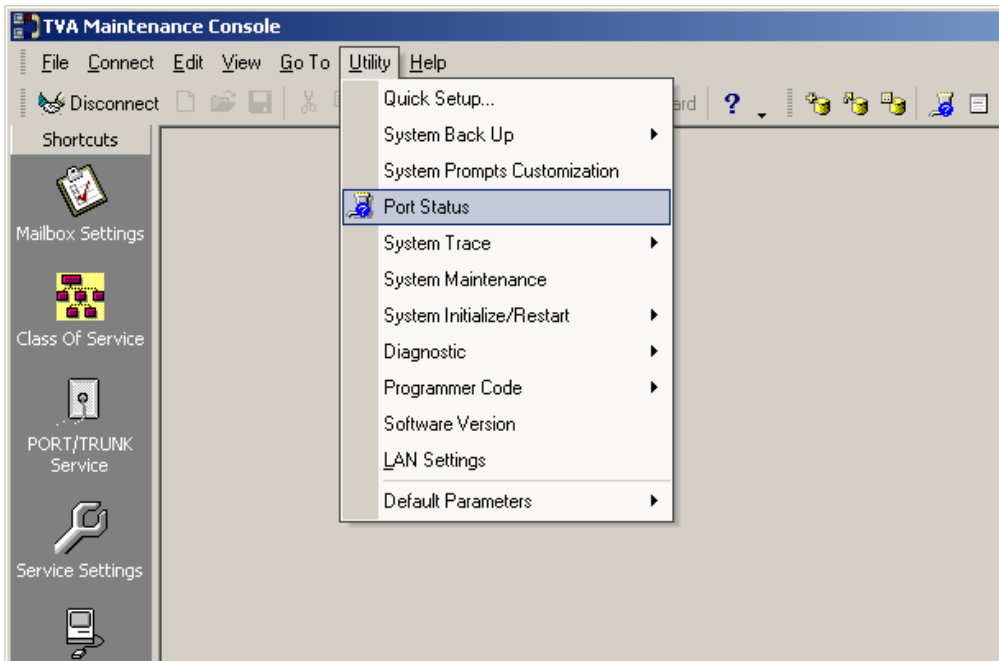 TVA Maintenance Console
File Connect Edit View Go To Utility Help
Disconnect
?
Shortcuts
Mailbox Settings
Class Of Service
PORT/TRUNK
Service
Service Settings
Quick Setup...
System Back Up
System Prompts Customization
Port Status
System Trace
System Maintenance
System Initialize/Restart
Diagnostic
Programmer Code
Software Version
LAN Settings
Default Parameters